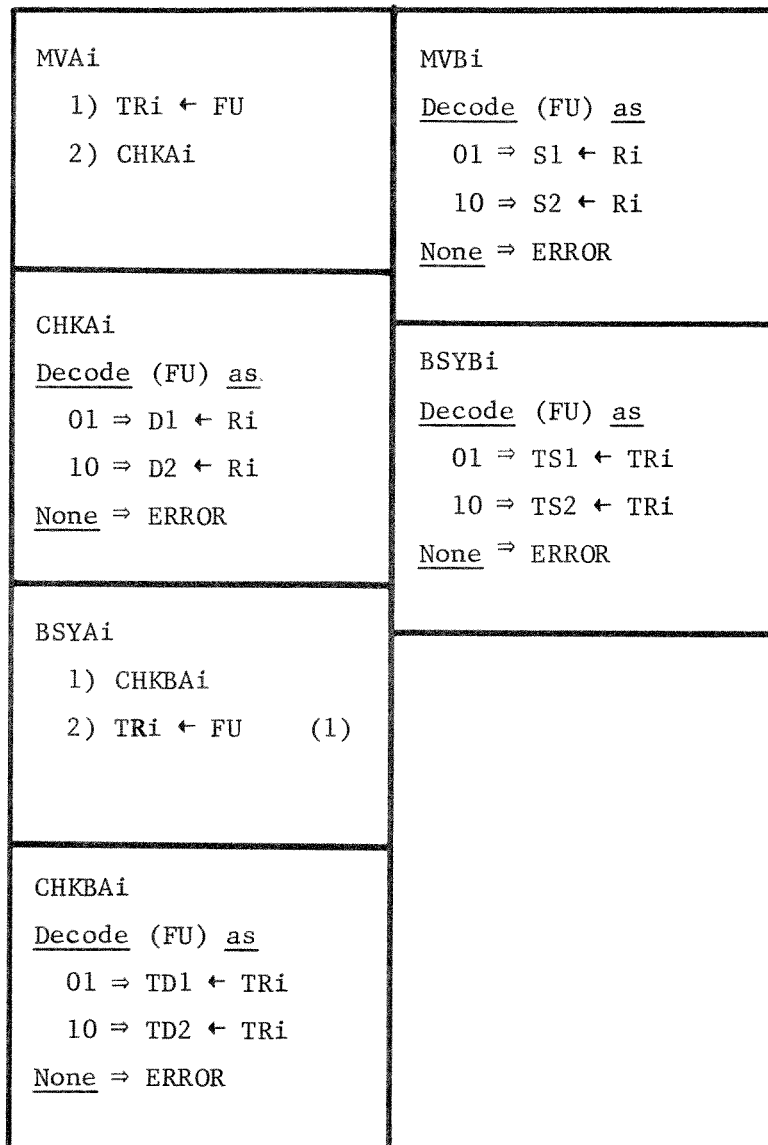 MVAi
1) TRi ← FU
2) CHKAi
CHKAi
Decode (FU) as
01 ⇒ D1 ← Ri
10 ⇒ D2 ← Ri
None ⇒ ERROR
BSYAi
1) CHKBAi
2) TRi ← FU (1)
CHKBAi
Decode (FU) as
01 ⇒ TD1 ← TRi
10 ⇒ TD2 ← TRi
None ⇒ ERROR
MVBi
Decode (FU) as
01 ⇒ S1 ← Ri
10 ⇒ S2 ← Ri
None ⇒ ERROR
BSYBi
Decode (FU) as
01 ⇒ TS1 ← TRi
10 ⇒ TS2 ← TRi
None ⇒ ERROR